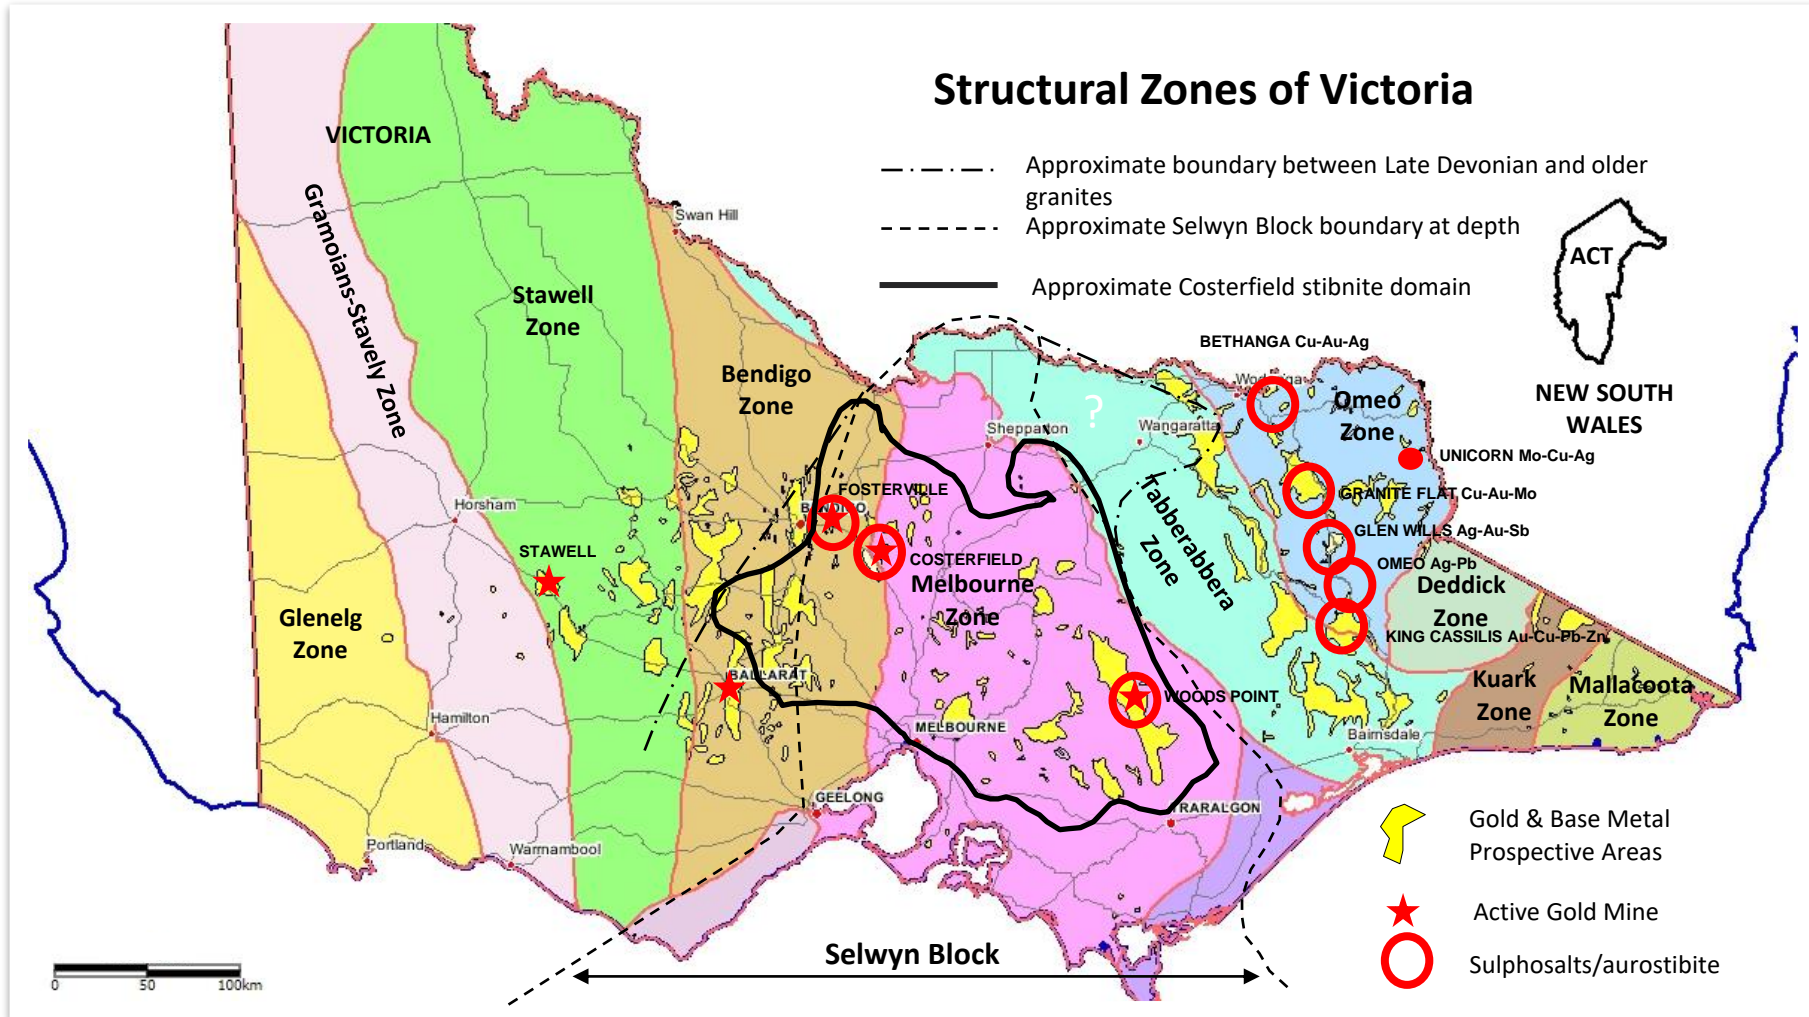 Structural Zones of Victoria
Approximate boundary between Late Devonian and older
granites
Approximate Selwyn Block boundary at depth
Approximate Costerfield stibnite domain
ACT
NEW SOUTH
WALES
VICTORIA
Gramoians-Stavely Zone
Stawell
Zone
Swan Hill
Bendigo
Zone
Glenelg
Zone
Horsham
STAWELL
Hamilton
Portland
Warrnambool
BETHANGA Cu-Au-Ag
Omeo
Zone
UNICORN Mo-Cu-Ag
Shepparton
Wangaratta
?
FOSTERVILLE
BENDIGO
GRANITE FLAT Cu-Au-Mo
GLEN WILLS Ag-Au-Sb
Tabberabbera
Zone
COSTERFIELD
OMEO Ag-Pb
Melbourne
Zone
Deddick
Zone
KING CASSILIS Au-Cu-Pb-Zn
BALLARAT
WOODS POINT
Kuark
Zone
Mallacoota
Zone
MELBOURNE
Bairnsdale
GEELONG
TRARALGON
Selwyn Block
Gold & Base Metal
Prospective Areas
Active Gold Mine
Sulphosalts/aurostibite
0 50 100km